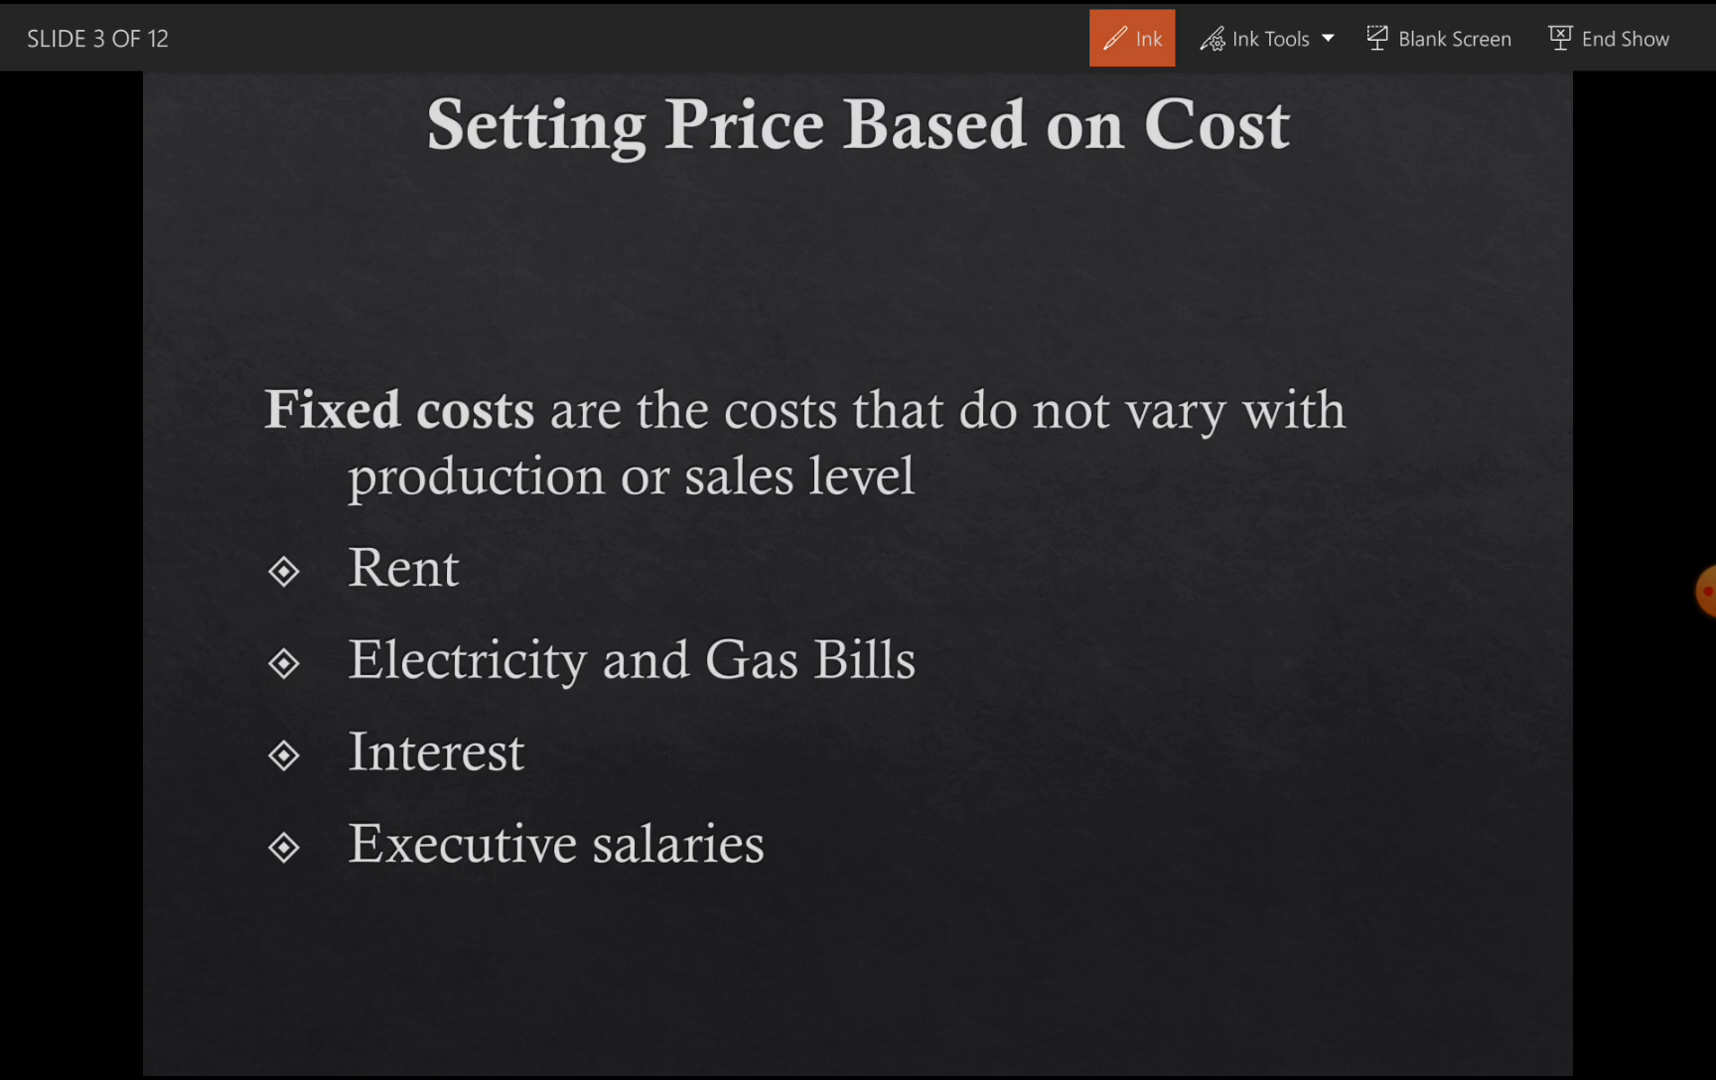 SLIDE 3 OF 12
Ink
Ink Tools
Blank Screen
End Show
Setting Price Based on Cost
Fixed costs are the costs that do not vary with
production or sales level
Rent
Electricity and Gas Bills
Interest
Executive salaries